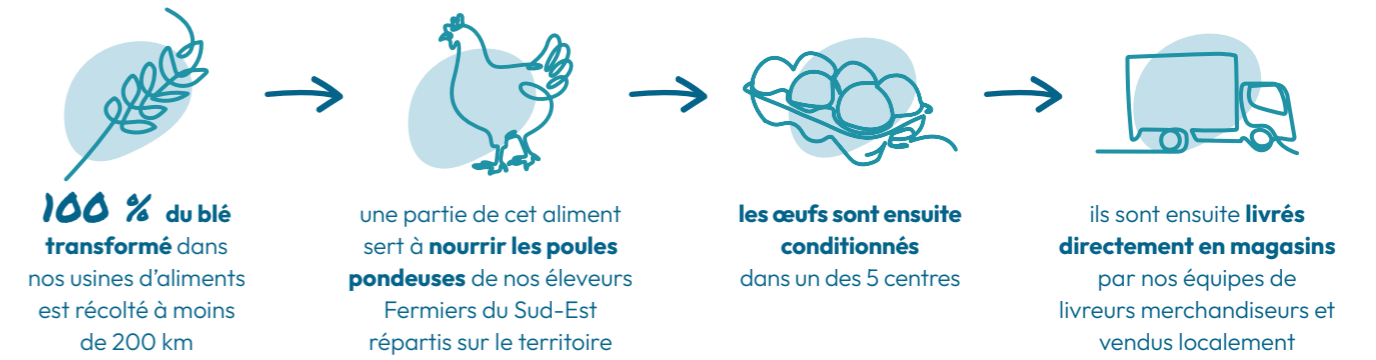 100 % du blé
transformé dans
nos usines d'aliments
est récolté à moins
de 200 km
une partie de cet aliment
sert à nourrir les poules
pondeuses de nos éleveurs
Fermiers du Sud-Est
répartis sur le territoire
les œufs sont ensuite
conditionnés
dans un des 5 centres
ils sont ensuite livrés
directement en magasins
par nos équipes de
livreurs merchandiseurs et
vendus localement